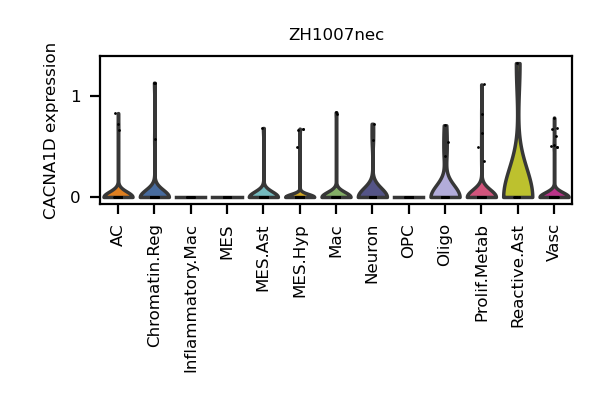 ZH1007nec
CACNA1D expression
1
0
AC
Chromatin.Reg
Inflammatory.Mac
MES
MES.Ast
MES.Hyp
Mac
Neuron
OPC
Oligo
Prolif.Metab
Reactive.Ast
Vasc